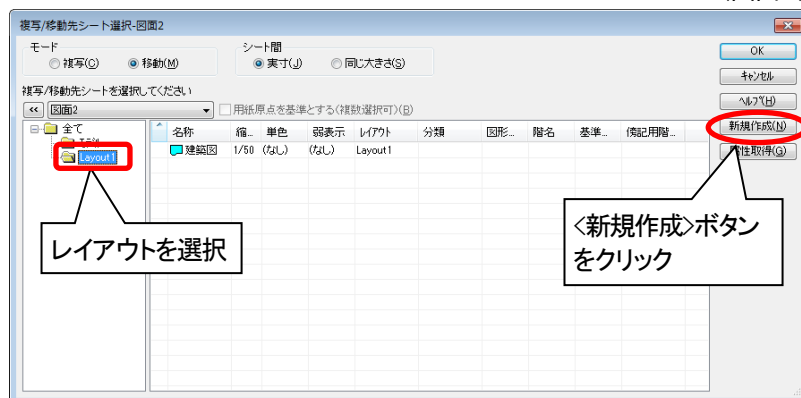 複写/移動先シート選択-図面2
モード
複写(C) 移動(M)
シート間
実寸(J) 同じ大きさ(S)
OK
キャンセル
ヘルプ(H)
新規作成(N)
属性取得(G)
複写/移動先シートを選択してください
<< 図面2
用紙原点を基準とする(複数選択可)(B)
全て
モデル
Layout1
名称 縮... 単色 弱表示 レイアウト 分類 図形... 階名 基準... 傍記用階...
建築図 1/50 (なし) (なし) Layout1
レイアウトを選択
<新規作成>ボタン
をクリック